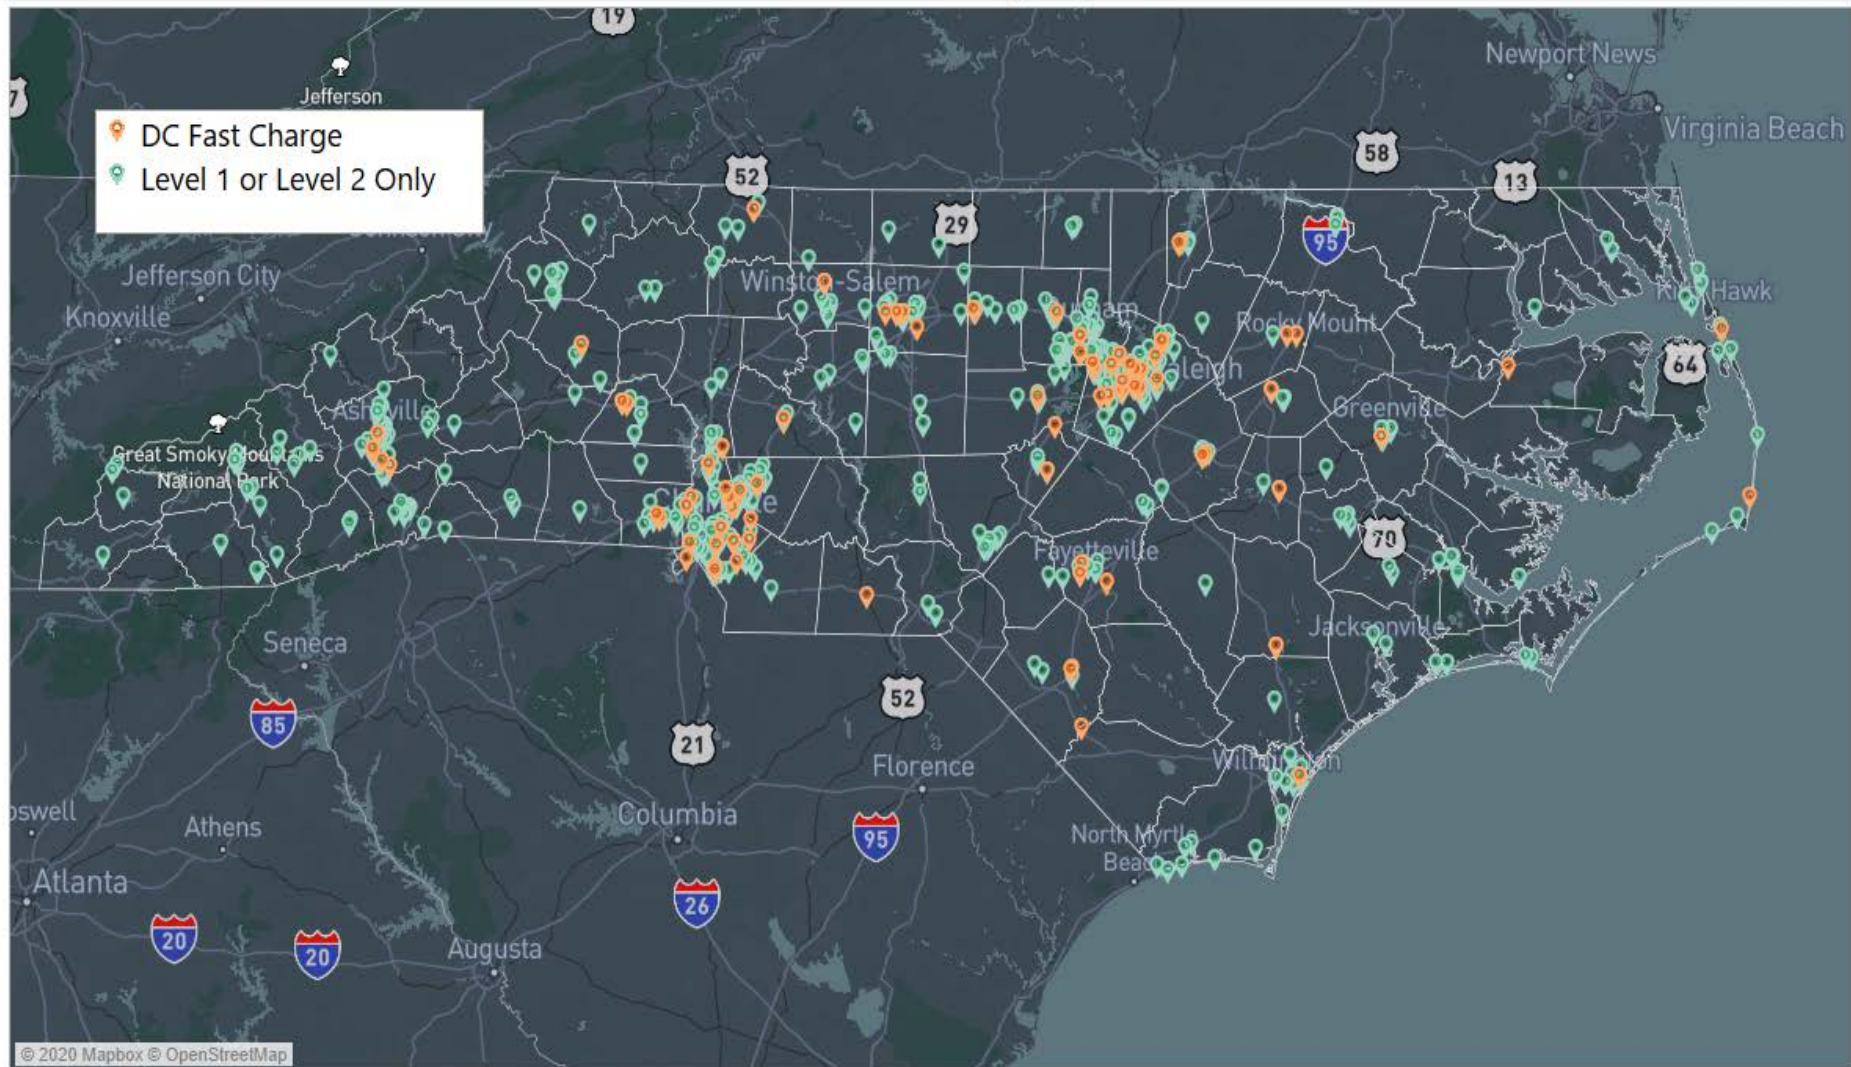 19
Newport News
7
Jefferson
Virginia Beach
DC Fast Charge
58
Level 1 or Level 2 Only
52
13
29
95
Jefferson City
Winston-Salem
Hawk
Knoxville
Rocky Mount
64
Greenville
Great Smoky Mountains
National Park
70
Fayetteville
Jacksonville
Seneca
52
85
21
Wilmington
Florence
Columbia
Athens
95
North Myrtle
Beach
Atlanta
26
20
20
Augusta
© 2020 Mapbox © OpenStreetMap